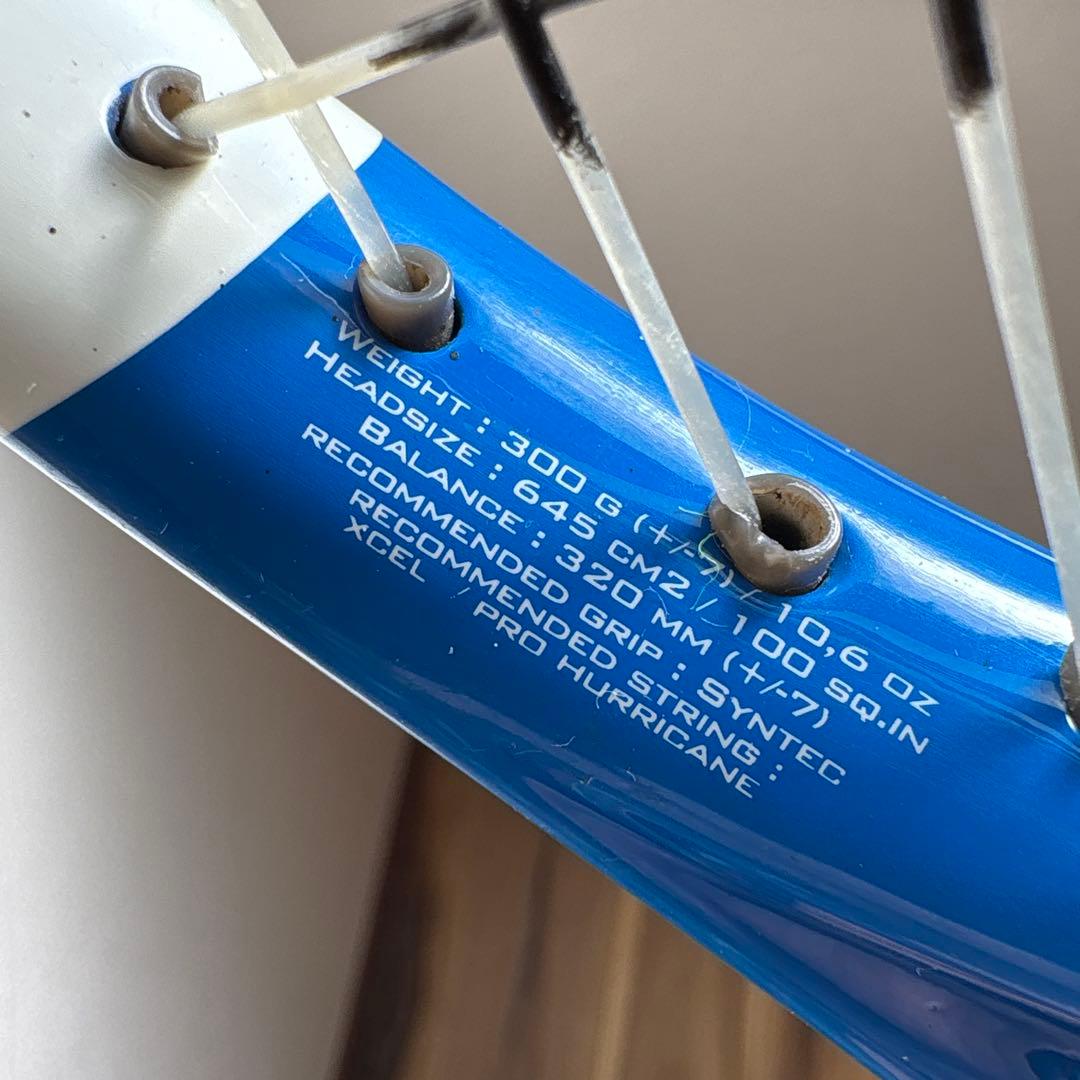 WEIGHT : 300 G (+/-7) / 10,6 OZ
HEADSIZE : 645 CM2 / 100 SQ.IN
BALANCE : 320 MM (+/-7)
RECOMMENDED GRIP : SYNTEC
RECOMMENDED STRING :
XCEL / PRO HURRICANE